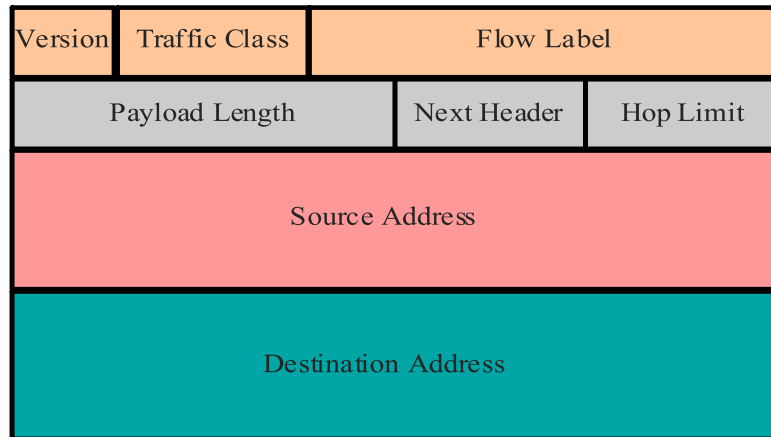 Version Traffic Class Flow Label
Payload Length Next Header Hop Limit
Source Address
Destination Address